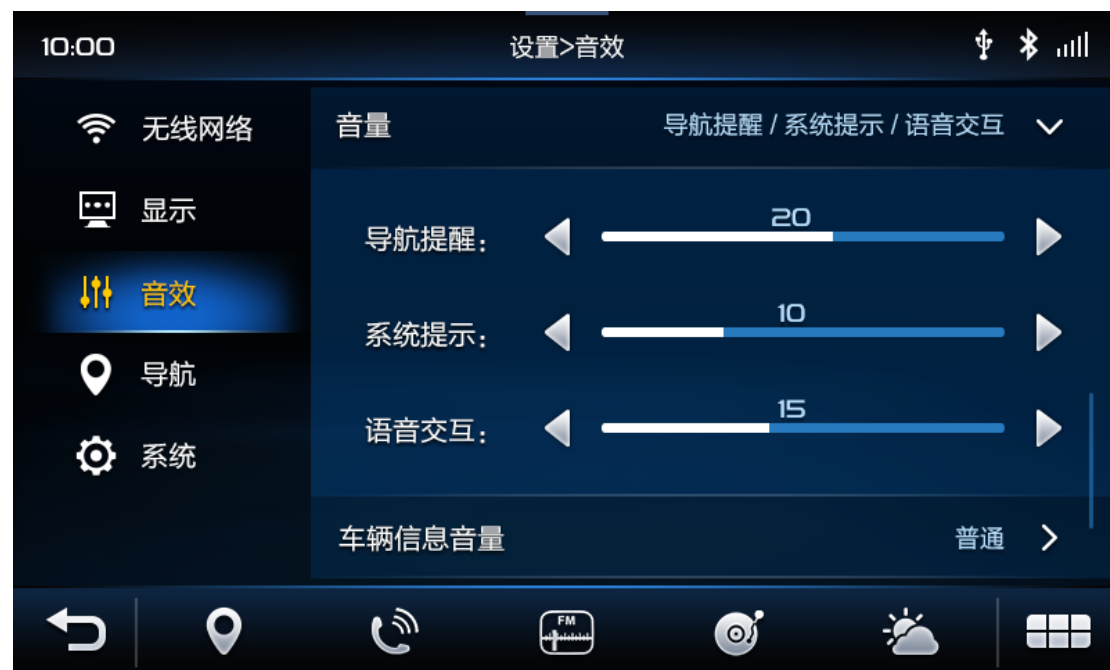 10:00
设置>音效
无线网络
音量
导航提醒 / 系统提示 / 语音交互
显示
导航提醒：
20
音效
系统提示：
10
导航
语音交互：
15
系统
车辆信息音量
普通
FM